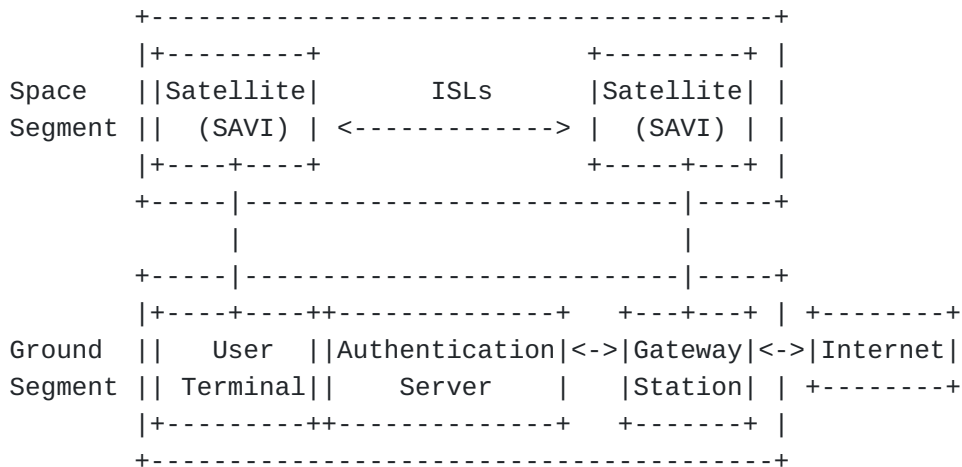 +-----------------------------------------+
|+---------+                  +---------+ |
Space   ||Satellite|       ISLs       |Satellite| |
Segment ||  (SAVI) | <-------------> |  (SAVI) | |
|+----+----+                  +-----+---+ |
+-----|-----------------------------|-----+
|                             |
+-----|-----------------------------|-----+
|+----+----++--------------+   +---+---+ | +--------+
Ground  ||   User  ||Authentication|<->|Gateway|<->|Internet|
Segment || Terminal||    Server    |   |Station| | +--------+
|+---------++--------------+   +-------+ |
+-----------------------------------------+